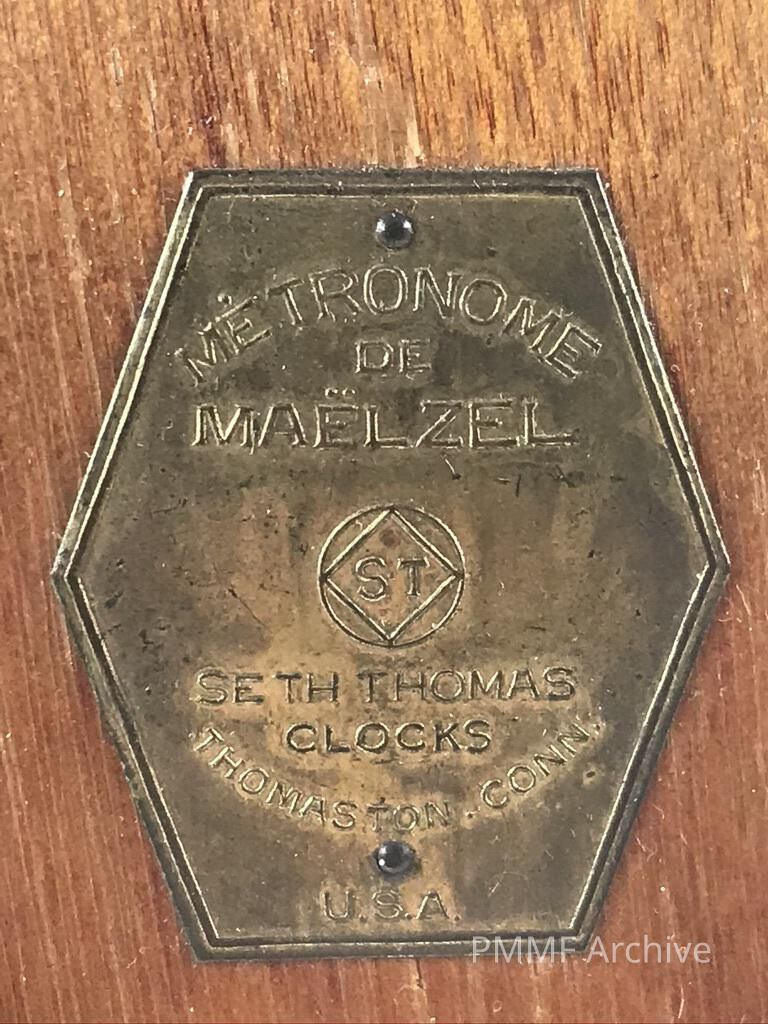 MÉTRONOME
DE
MAËLZEL
ST
SETH THOMAS
CLOCKS
THOMASTON. CONN.
U.S.A.
PMMF Archive